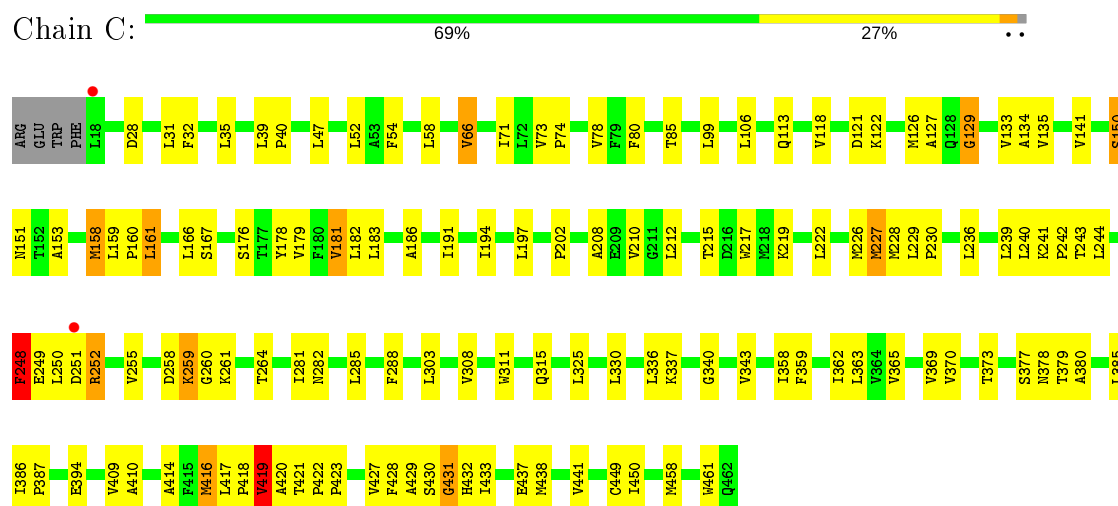 Chain C:
69% 27% • •
ARG GLU TRP PHE L18 D28 L31 F32 L35 L39 P40 L47 L52 A53 F54 L58 V66 I71 L72 V73 P74 V78 F79 F80 T85 L99 L106 Q113 V118 D121 K122 M126 A127 Q128 G129 V133 A134 V135 V141 S150
N151 T152 A153 M158 L159 P160 L161 L166 S167 S176 T177 Y178 V179 F180 V181 L182 L183 A186 I191 I194 L197 P202 A208 E209 V210 G211 L212 T215 D216 W217 M218 K219 L222 M226 M227 M228 L229 P230 L236 L239 L240 K241 P242 T243 L244
F248 E249 L250 D251 R252 V255 D258 K259 G260 K261 T264 I281 N282 L285 F288 L303 V308 W311 Q315 L325 L330 L336 K337 G340 V343 I358 F359 I362 L363 V364 V365 V369 V370 T373 S377 N378 T379 A380 L385
I386 P387 E394 V409 A410 A414 F415 M416 L417 P418 V419 A420 T421 P422 P423 V427 F428 A429 S430 G431 H432 I433 E437 M438 V441 C449 I450 M458 W461 Q462